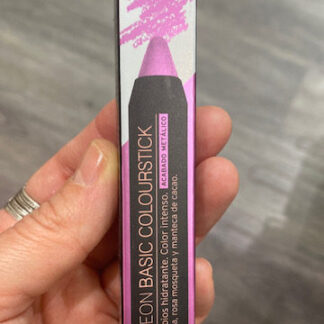 EON BASIC COLOURSTICK
ACABADO METÁLICO
bios hidratante. Color intenso.
a, rosa mosqueta y manteca de cacao.